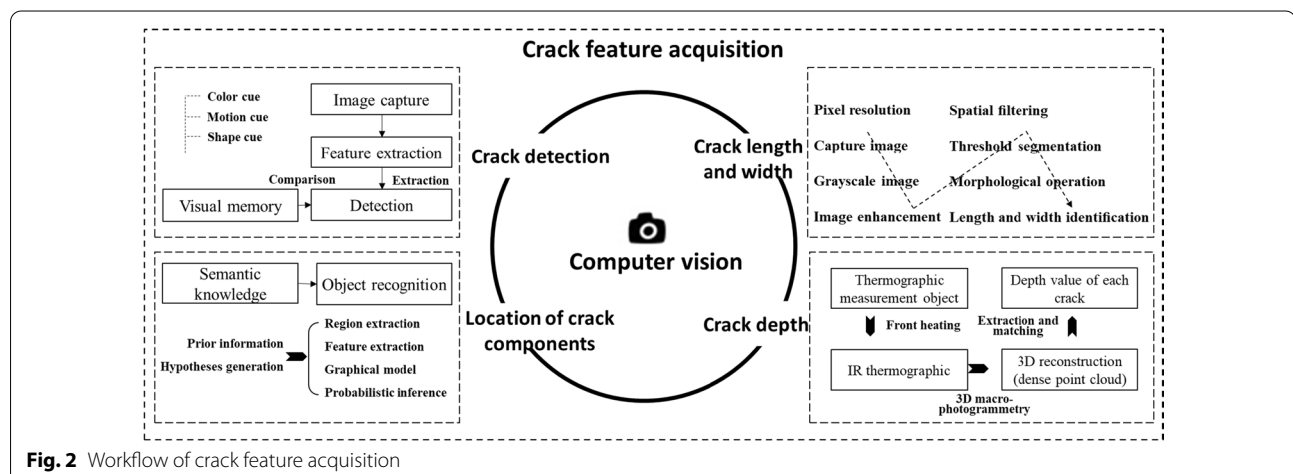 Crack feature acquisition
Color cue
Motion cue
Shape cue
Image capture
Feature extraction
Comparison
Extraction
Visual memory
Detection
Crack detection
Crack length
and width
Pixel resolution
Capture image
Grayscale image
Image enhancement
Spatial filtering
Threshold segmentation
Morphological operation
Length and width identification
Computer vision
Semantic
knowledge
Object recognition
Prior information
Hypotheses generation
Region extraction
Feature extraction
Graphical model
Probabilistic inference
Location of crack
components
Crack depth
Thermographic
measurement object
Depth value of each
crack
Front heating
Extraction and
matching
IR thermographic
3D reconstruction
(dense point cloud)
3D macro-
photogrammetry
Fig. 2 Workflow of crack feature acquisition